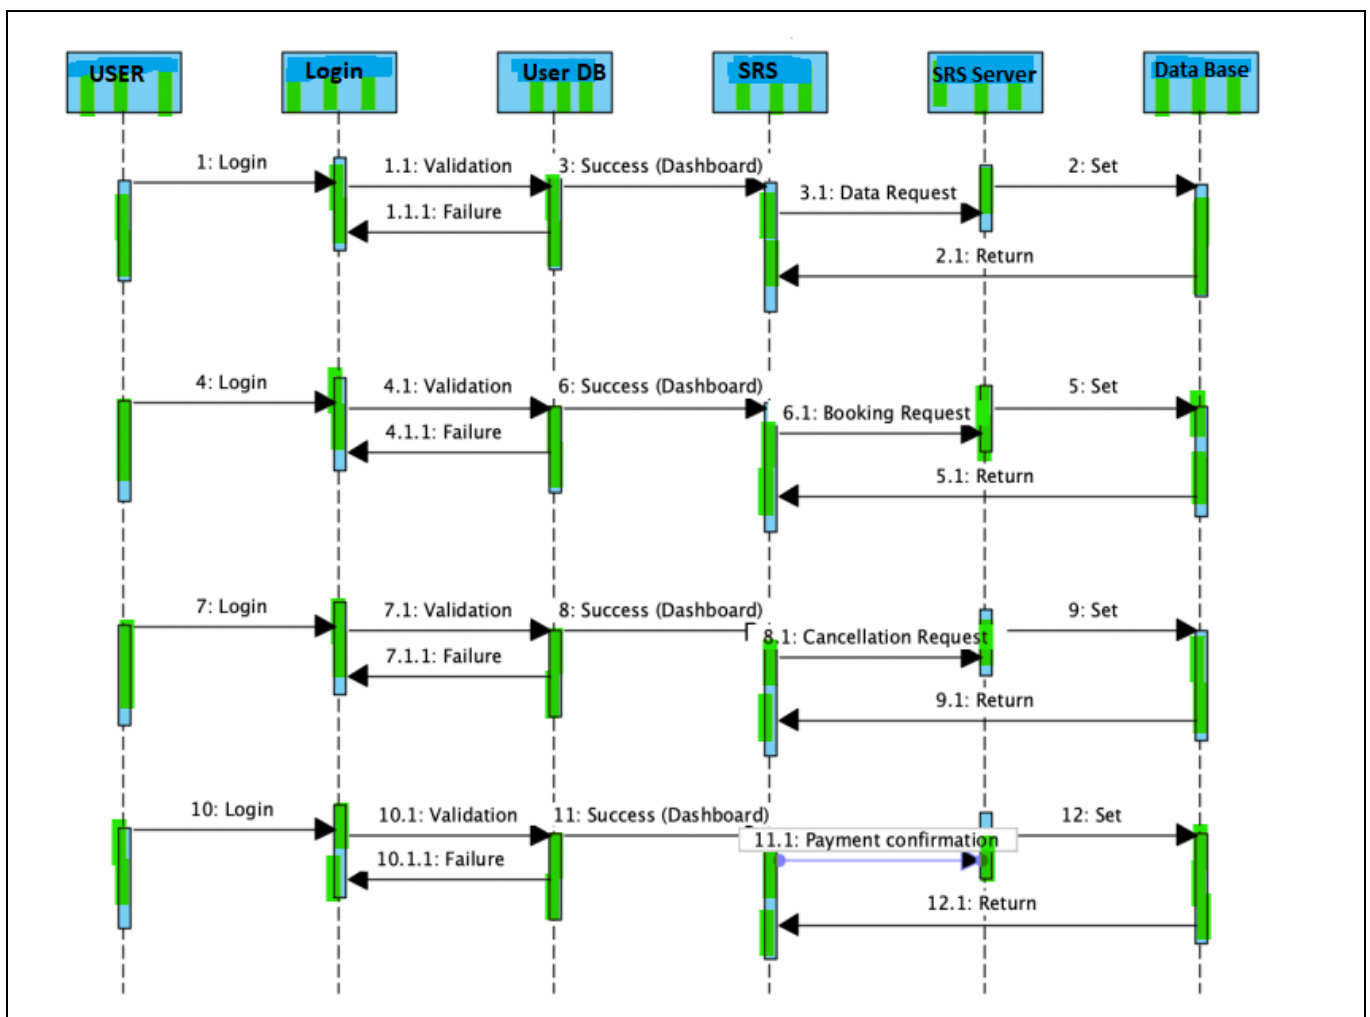 USER
Login
User DB
SRS
SRS Server
Data Base
1: Login
1.1: Validation
3: Success (Dashboard)
2: Set
3.1: Data Request
1.1.1: Failure
2.1: Return
4: Login
4.1: Validation
6: Success (Dashboard)
5: Set
6.1: Booking Request
4.1.1: Failure
5.1: Return
7: Login
7.1: Validation
8: Success (Dashboard)
9: Set
8.1: Cancellation Request
7.1.1: Failure
9.1: Return
10: Login
10.1: Validation
11: Success (Dashboard)
12: Set
11.1: Payment confirmation
10.1.1: Failure
12.1: Return